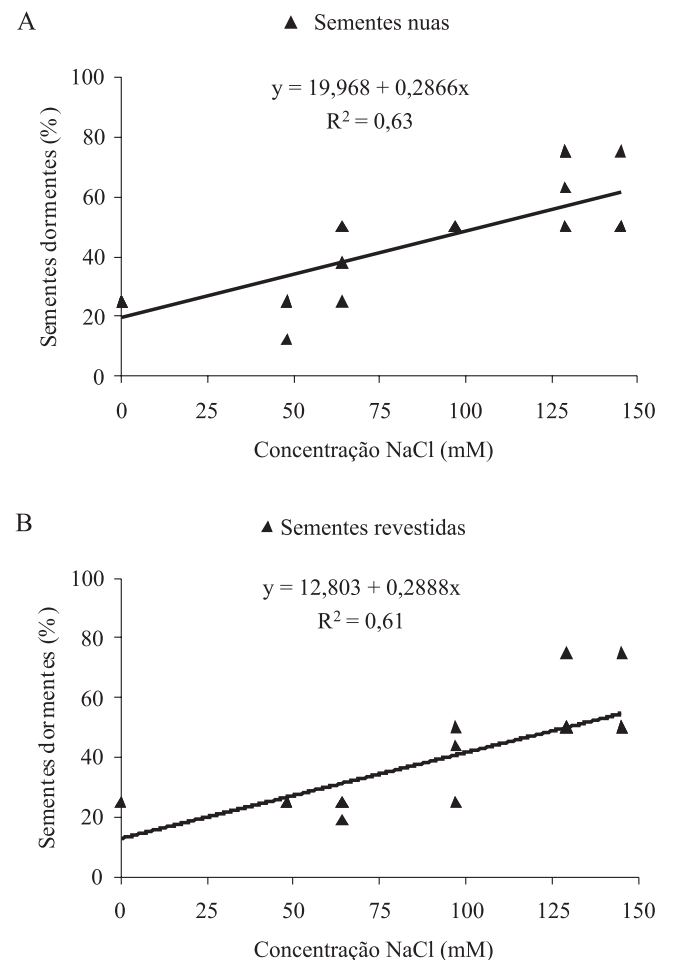 A
▲ Sementes nuas
y = 19,968 + 0,2866x
R² = 0,63
Sementes dormentes (%)
100
80
60
40
20
0
0 25 50 75 100 125 150
Concentração NaCl (mM)
B
▲ Sementes revestidas
y = 12,803 + 0,2888x
R² = 0,61
Sementes dormentes (%)
100
80
60
40
20
0
0 25 50 75 100 125 150
Concentração NaCl (mM)